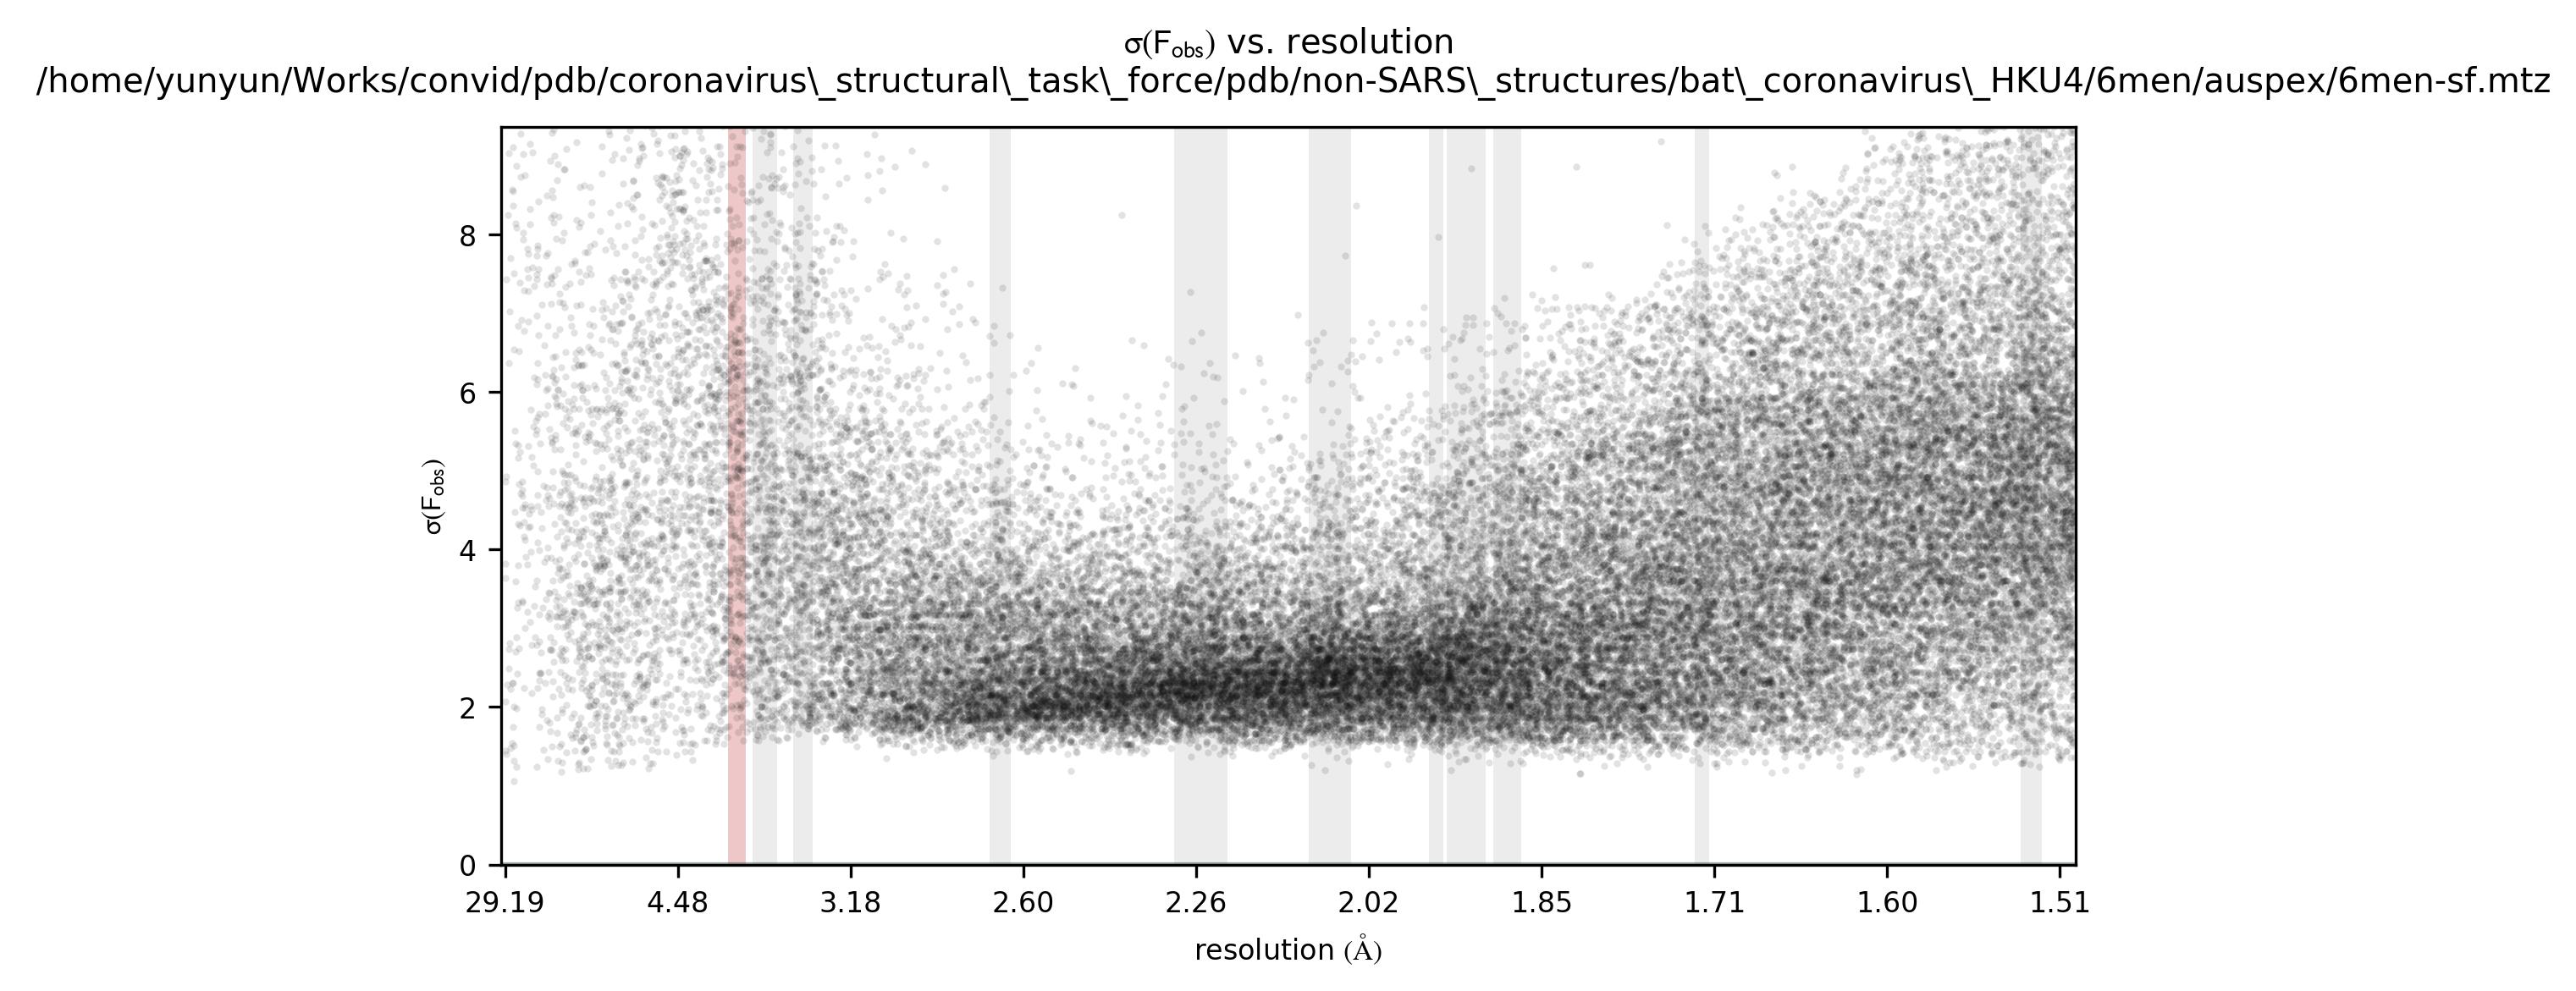 σ(Fobs) vs. resolution
/home/yunyun/Works/convid/pdb/coronavirus\_structural\_task\_force/pdb/non-SARS\_structures/bat\_coronavirus\_HKU4/6men/auspex/6men-sf.mtz
8
6
4
2
0
σ(Fobs)
29.19 4.48 3.18 2.60 2.26 2.02 1.85 1.71 1.60 1.51
resolution (Å)